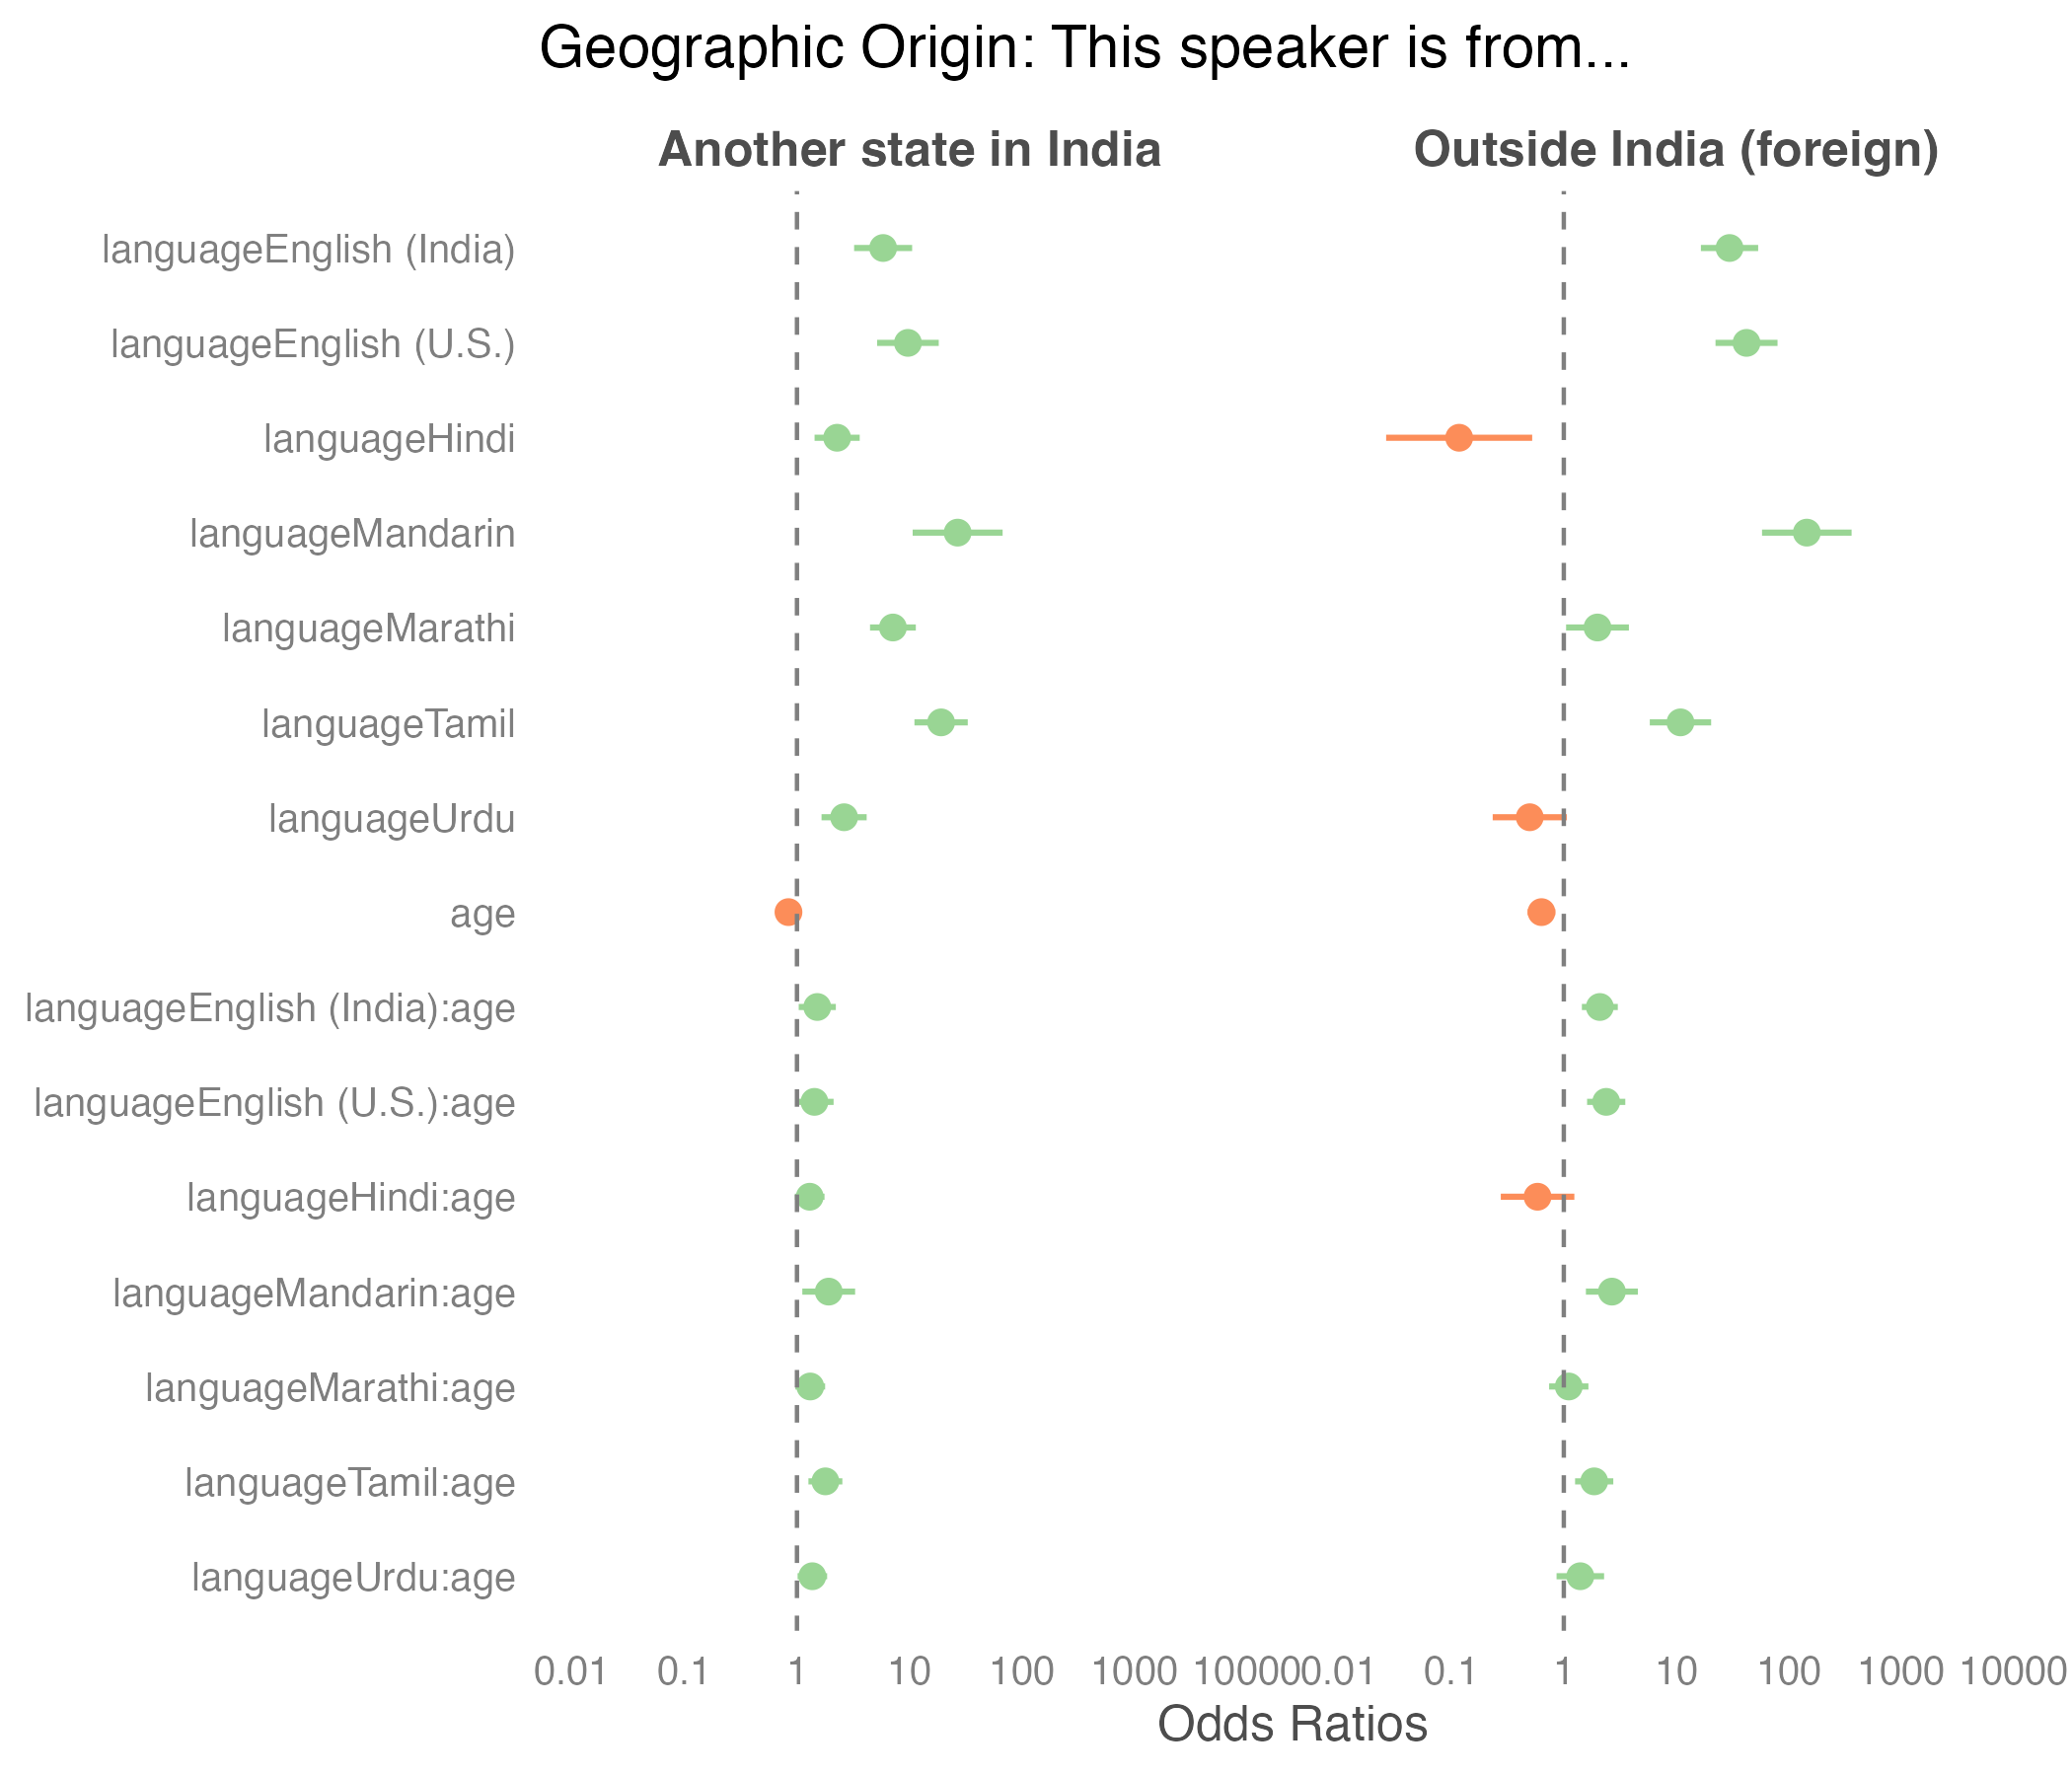 Geographic Origin: This speaker is from...
Another state in India
Outside India (foreign)
languageEnglish (India)
languageEnglish (U.S.)
languageHindi
languageMandarin
languageMarathi
languageTamil
languageUrdu
age
languageEnglish (India):age
languageEnglish (U.S.):age
languageHindi:age
languageMandarin:age
languageMarathi:age
languageTamil:age
languageUrdu:age
0.01 0.1 1 10 100 1000 10000 0.01 0.1 1 10 100 1000 10000
Odds Ratios